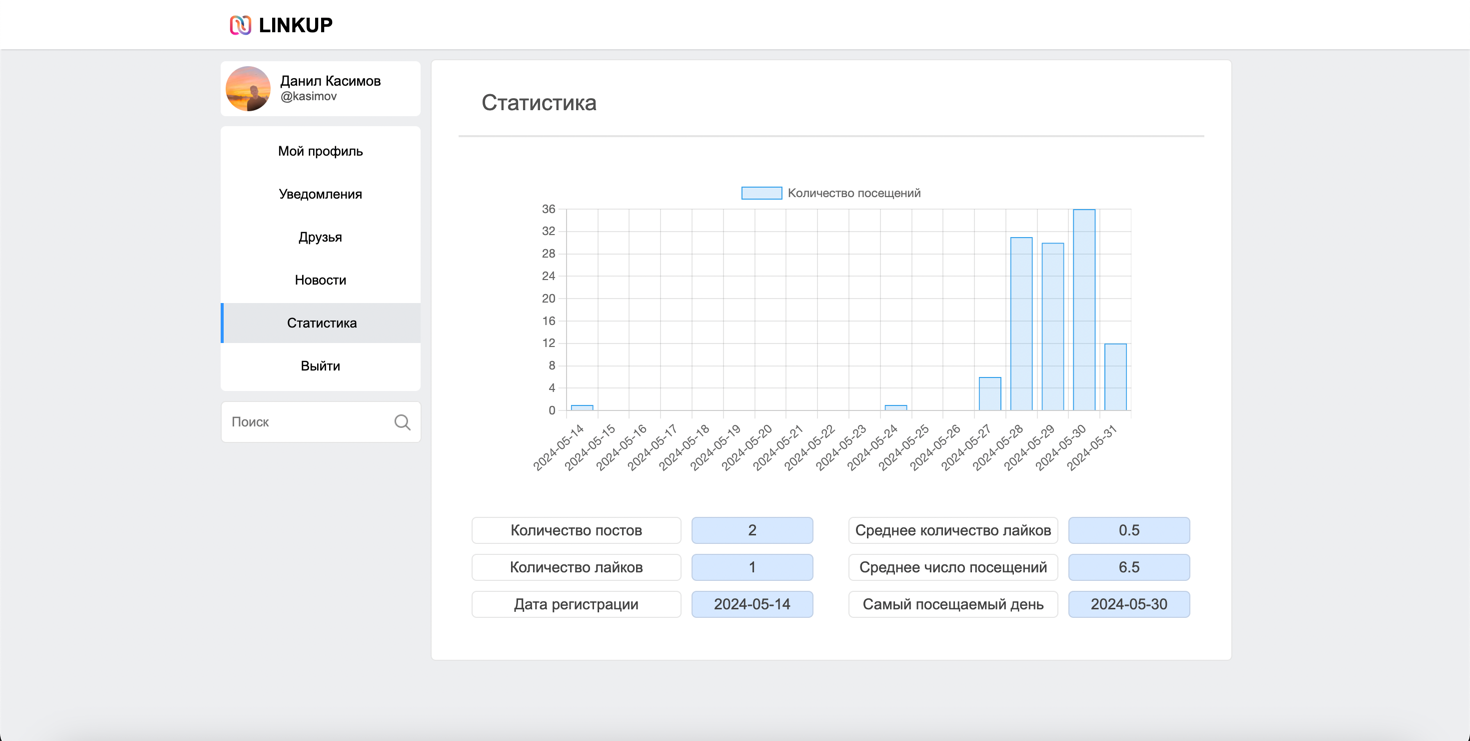 LINKUP
Данил Касимов
@kasimov
Мой профиль
Уведомления
Друзья
Новости
Статистика
Выйти
Поиск
Статистика
Количество посещений
36
32
28
24
20
16
12
8
4
0
2024-05-14
2024-05-15
2024-05-16
2024-05-17
2024-05-18
2024-05-19
2024-05-20
2024-05-21
2024-05-22
2024-05-23
2024-05-24
2024-05-25
2024-05-26
2024-05-27
2024-05-28
2024-05-29
2024-05-30
2024-05-31
Количество постов 2 Среднее количество лайков 0.5
Количество лайков 1 Среднее число посещений 6.5
Дата регистрации 2024-05-14 Самый посещаемый день 2024-05-30